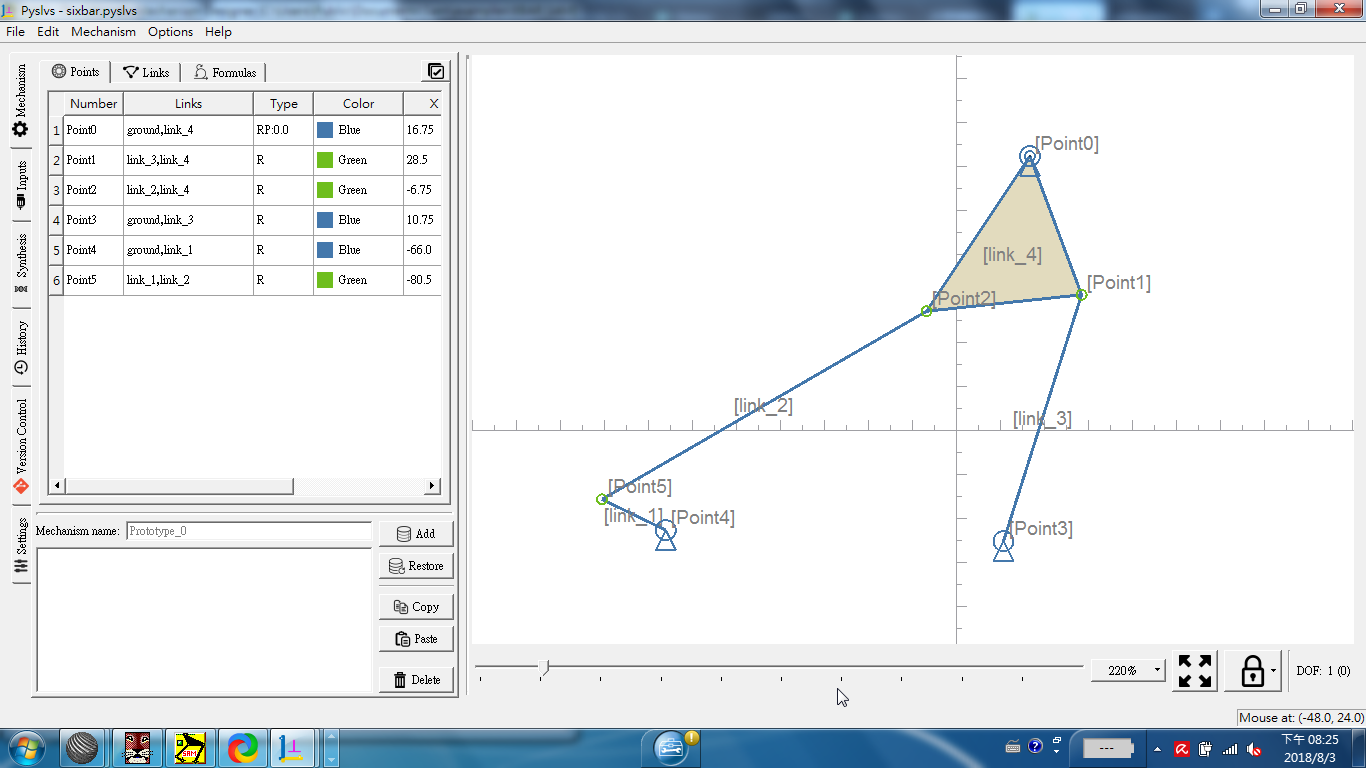 Pyslvs - sixbar.pyslvs
File Edit Mechanism Options Help
Mechanism
Inputs
Synthesis
History
Version Control
Settings
Points Links Formulas
Number Links Type Color X
1 Point0 ground,link_4 RP:0.0 Blue 16.75
2 Point1 link_3,link_4 R Green 28.5
3 Point2 link_2,link_4 R Green -6.75
4 Point3 ground,link_3 R Blue 10.75
5 Point4 ground,link_1 R Blue -66.0
6 Point5 link_1,link_2 R Green -80.5
Mechanism name: Prototype_0
Add
Restore
Copy
Paste
Delete
[Point0]
[link_4]
[Point1]
[Point2]
[link_2]
[link_3]
[Point5]
[link_1]
[Point4]
[Point3]
220%
DOF: 1 (0)
Mouse at: (-48.0, 24.0)
SAM
---
下午 08:25
2018/8/3